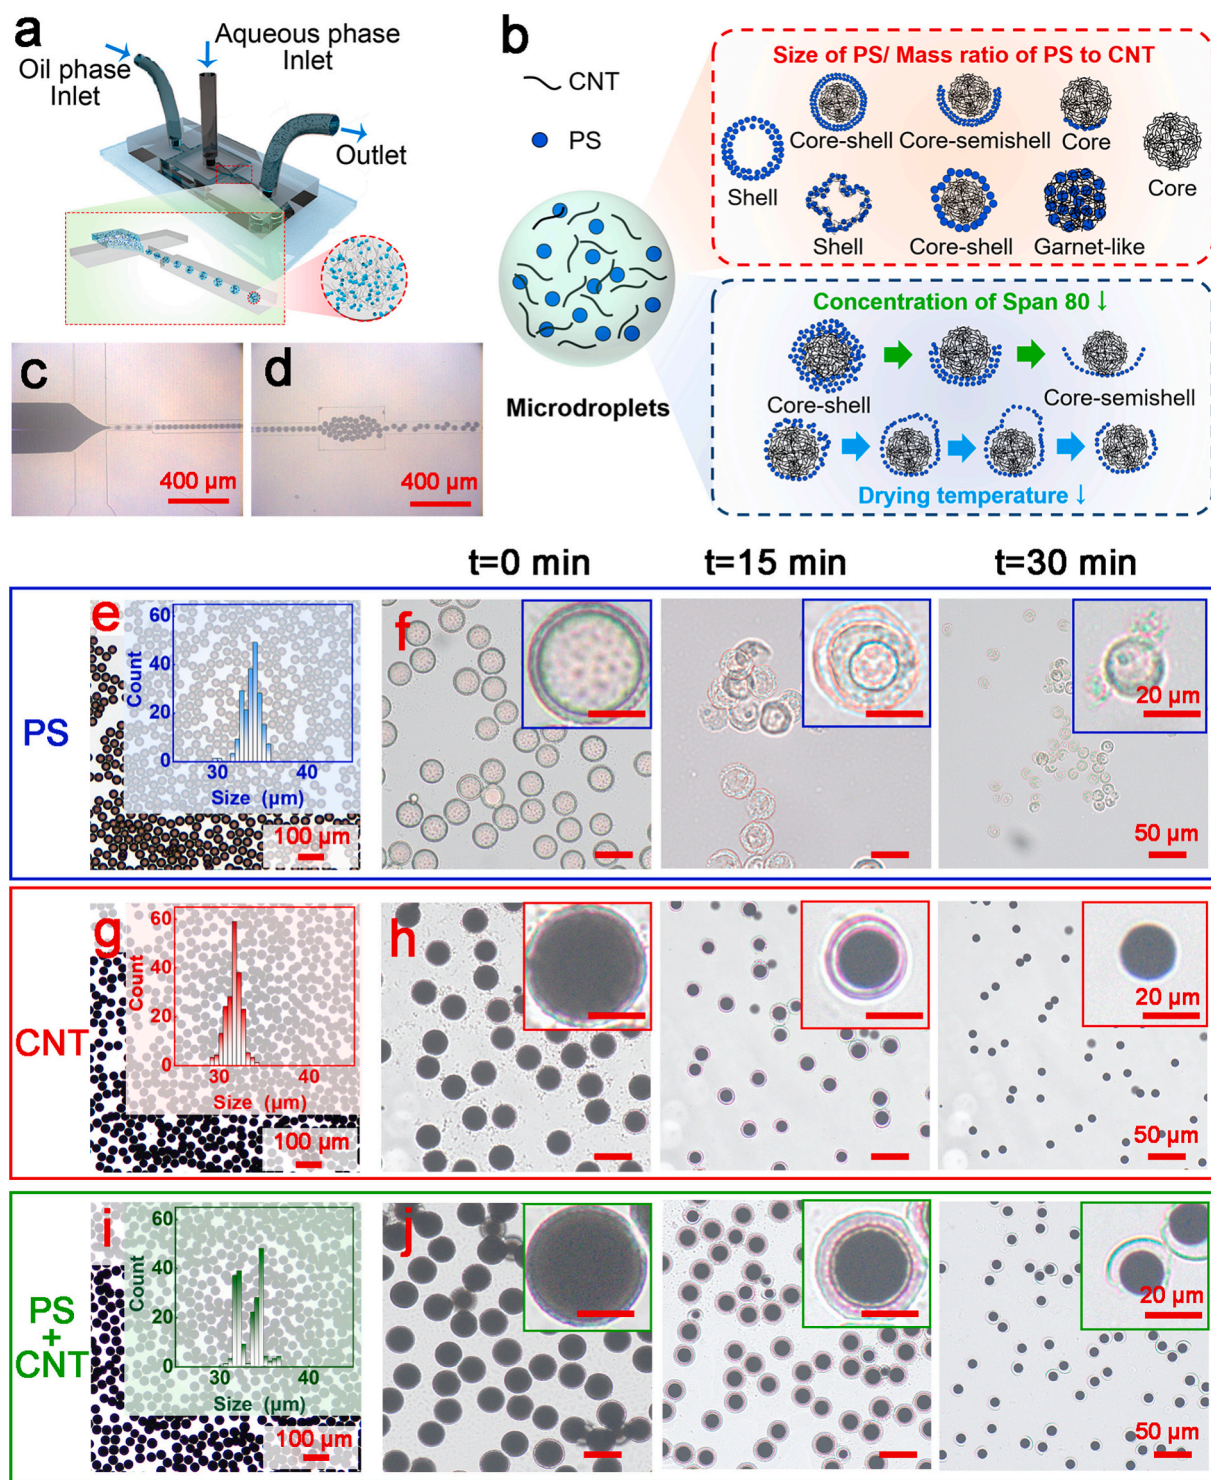 a
Aqueous phase
Inlet
Oil phase
Inlet
Outlet
b
CNT
PS
Microdroplets
Size of PS/ Mass ratio of PS to CNT
Core-shell
Core-semishell
Core
Shell
Core
Shell
Core-shell
Garnet-like
Concentration of Span 80 ↓
Core-shell
Core-semishell
Drying temperature ↓
c
400 μm
d
400 μm
t=0 min
t=15 min
t=30 min
PS
e
60
40
20
0
Count
30
40
Size (μm)
100 μm
f
20 μm
50 μm
CNT
g
60
40
20
0
Count
30
40
Size (μm)
100 μm
h
20 μm
50 μm
PS
+
CNT
i
60
40
20
0
Count
30
40
Size (μm)
100 μm
j
20 μm
50 μm